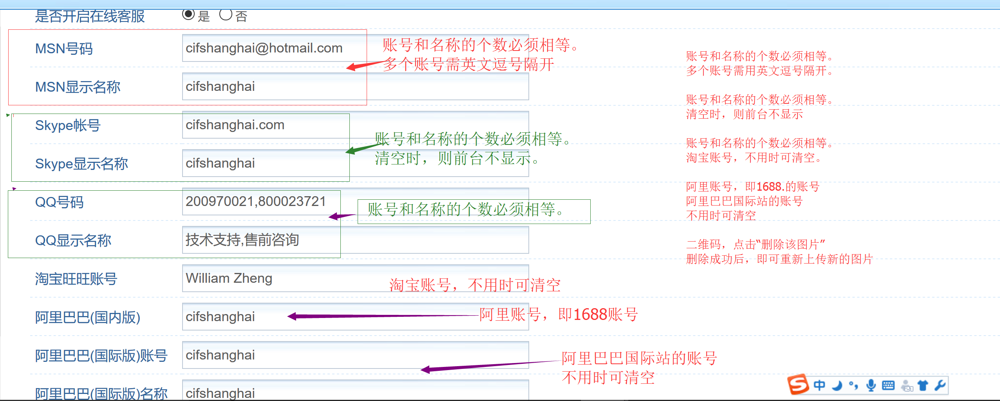 是否开启在线客服 是 否
MSN号码 cifshanghai@hotmail.com
账号和名称的个数必须相等。
多个账号需英文逗号隔开
MSN显示名称 cifshanghai
Skype帐号 cifshanghai.com
账号和名称的个数必须相等。
清空时，则前台不显示。
Skype显示名称 cifshanghai
QQ号码 200970021,800023721
账号和名称的个数必须相等。
QQ显示名称 技术支持,售前咨询
淘宝旺旺账号 William Zheng
淘宝账号，不用时可清空
阿里巴巴(国内版) cifshanghai
阿里账号，即1688账号
阿里巴巴(国际版)账号 cifshanghai
阿里巴巴国际站的账号
不用时可清空
阿里巴巴(国际版)名称 cifshanghai
账号和名称的个数必须相等。
多个账号需用英文逗号隔开。
账号和名称的个数必须相等。
清空时，则前台不显示
账号和名称的个数必须相等。
淘宝账号，不用时可清空。
阿里账号，即1688.的账号
阿里巴巴国际站的账号
不用时可清空
二维码，点击“删除该图片”
删除成功后，即可重新上传新的图片
S 中